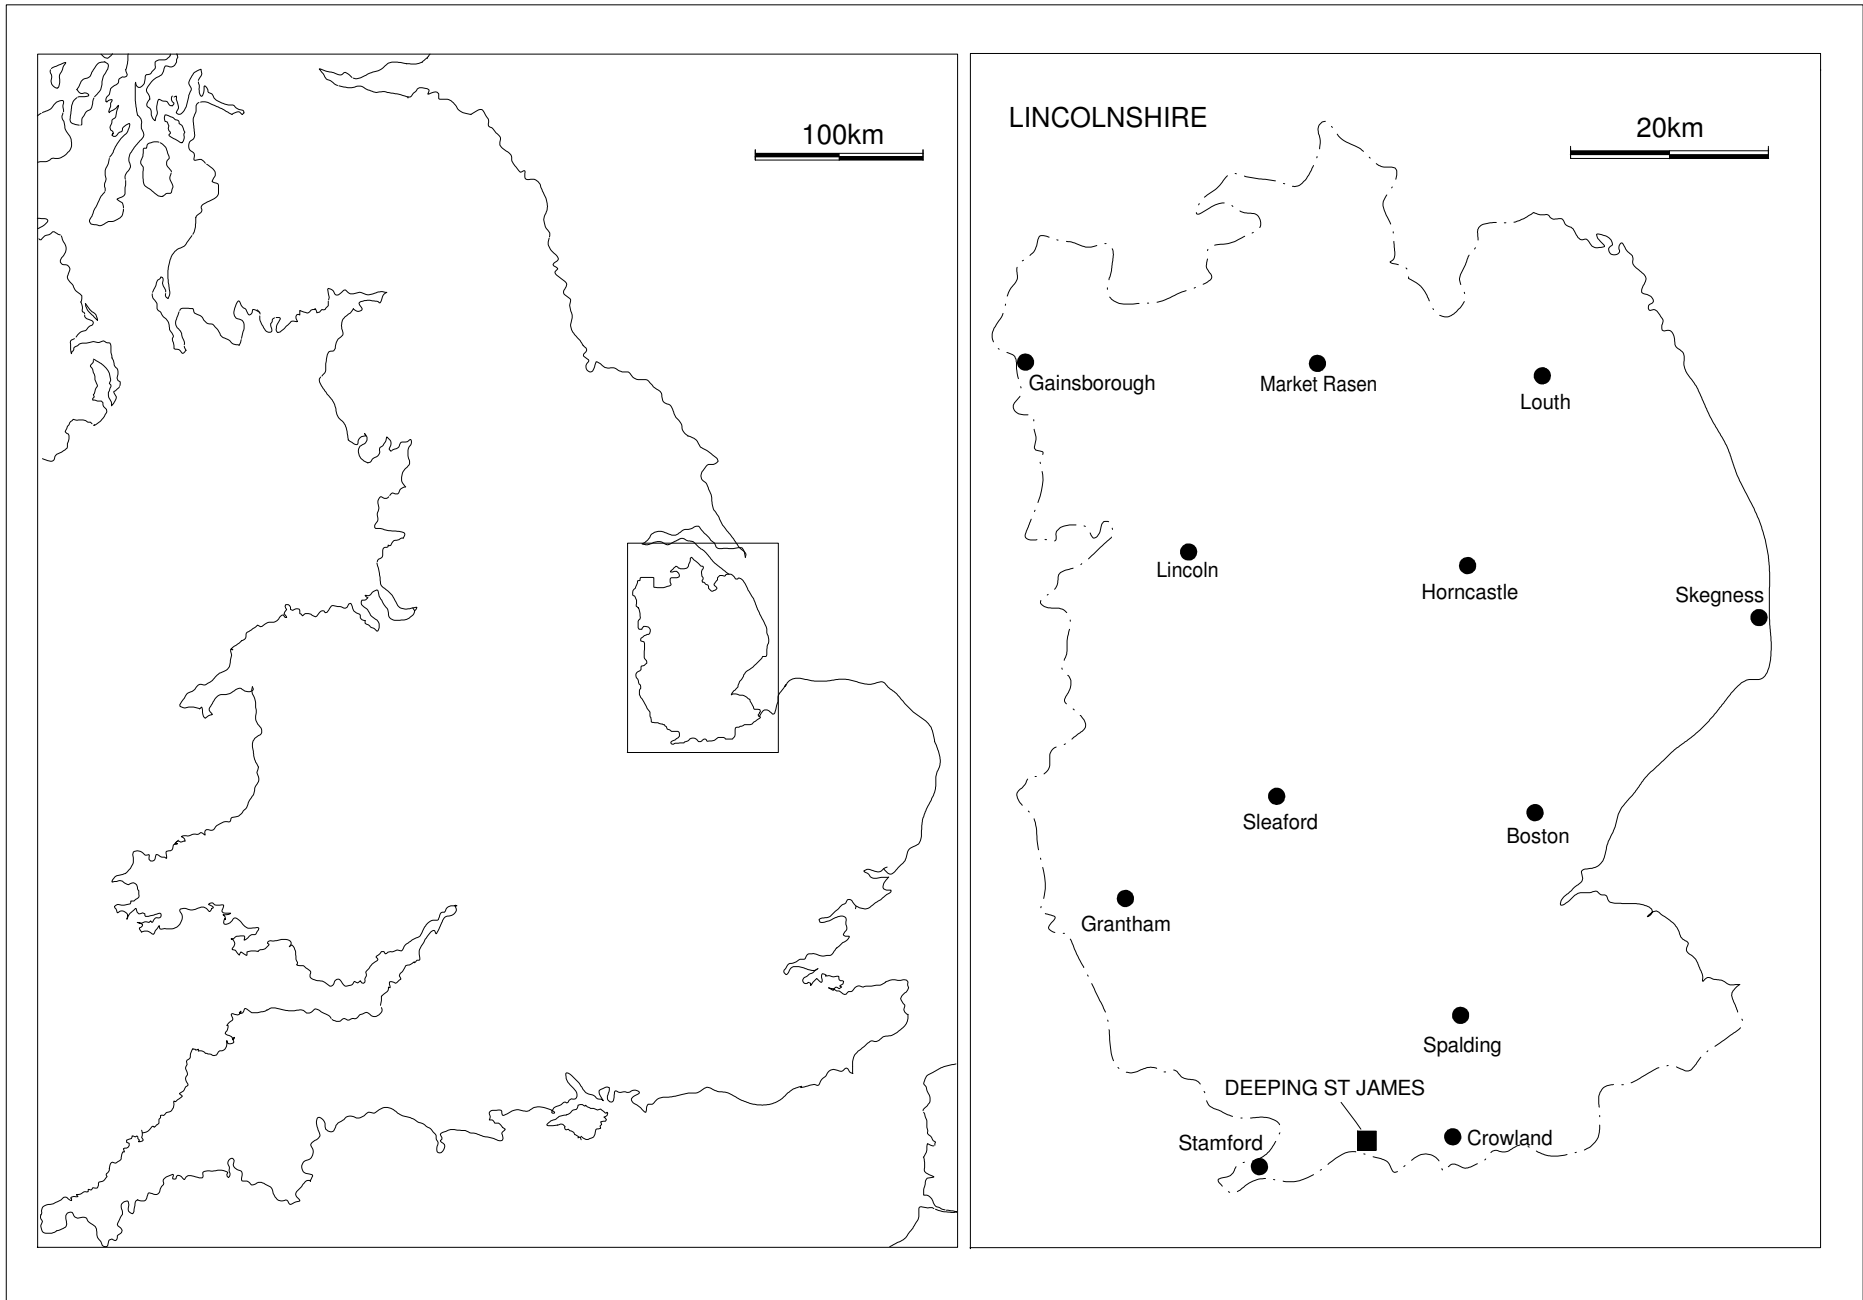 100km
LINCOLNSHIRE
20km
Gainsborough
Market Rasen
Louth
Lincoln
Horncastle
Skegness
Sleaford
Boston
Grantham
Spalding
DEEPING ST JAMES
Stamford
Crowland